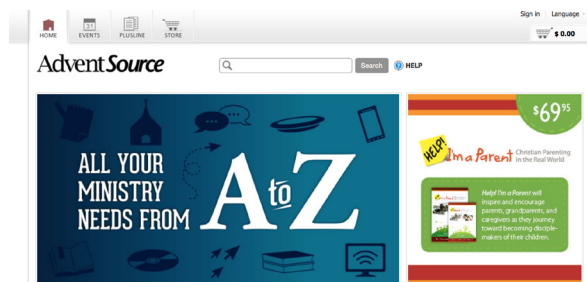 Sign in Language
HOME EVENTS PLUSLINE STORE
$ 0.00
AdventSource
Search
HELP
ALL YOUR
MINISTRY
NEEDS FROM
A to Z
$69.95
HELP!
I'm a Parent
Christian Parenting
in the Real World
Help! I'm a Parent will
inspire and encourage
parents, grandparents, and
caregivers as they journey
toward becoming disciple-
makers of their children.